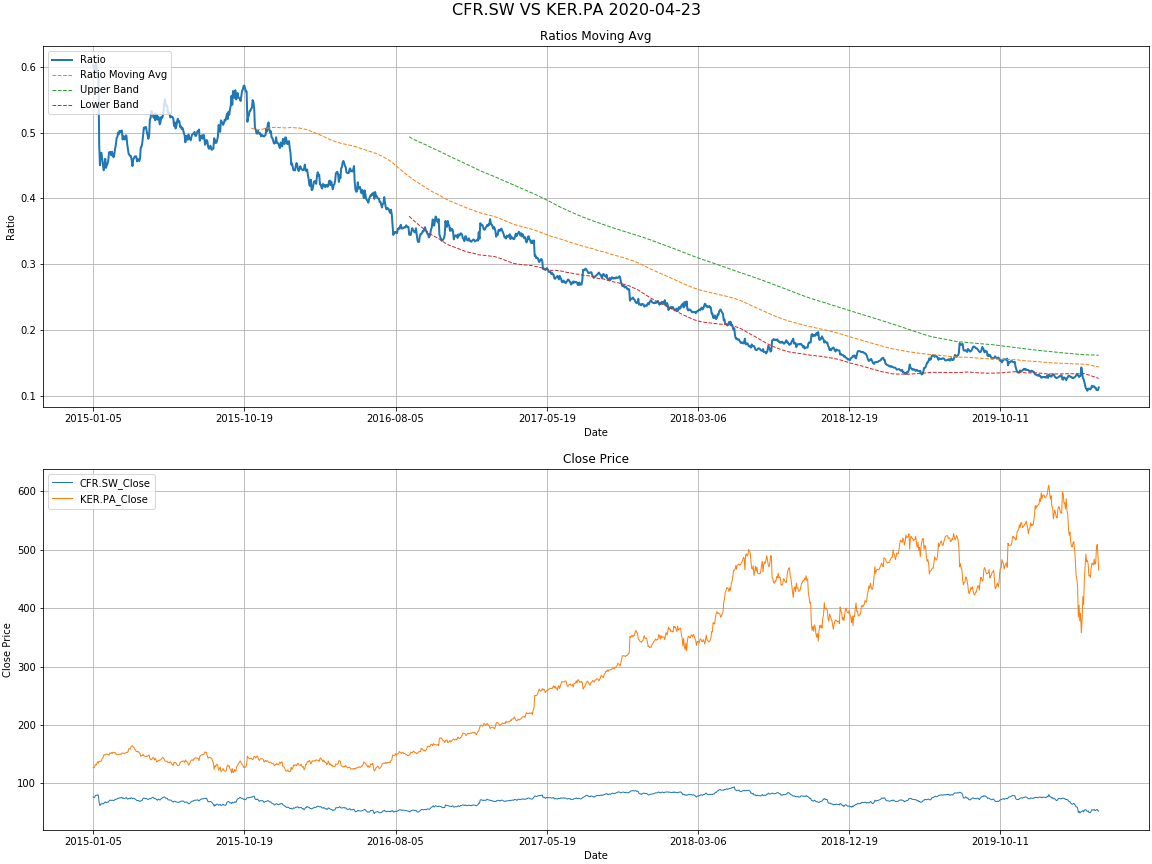 CFR.SW VS KER.PA 2020-04-23
Ratios Moving Avg
Ratio
Ratio Moving Avg
Upper Band
Lower Band
0.6
0.5
0.4
0.3
0.2
0.1
Ratio
2015-01-05
2015-10-19
2016-08-05
2017-05-19
2018-03-06
2018-12-19
2019-10-11
Date
Close Price
CFR.SW_Close
KER.PA_Close
600
500
400
300
200
100
Close Price
2015-01-05
2015-10-19
2016-08-05
2017-05-19
2018-03-06
2018-12-19
2019-10-11
Date